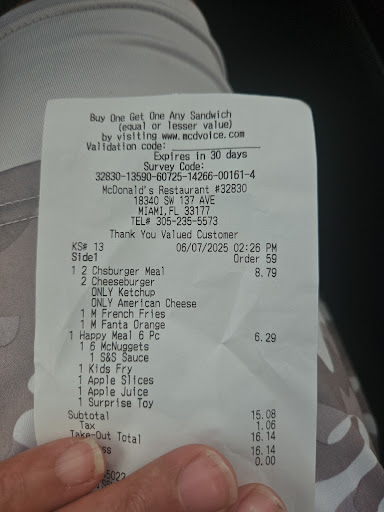 Buy One Get One Any Sandwich
(equal or lesser value)
by visiting www.mcdvoice.com
Validation code:
Expires in 30 days
Survey Code:
32830-13590-60725-14266-00161-4
McDonald's Restaurant #32830
18340 SW 137 AVE
MIAMI,FL 33177
TEL# 305-235-5573
Thank You Valued Customer
KS# 13 06/07/2025 02:26 PM
Side1 Order 59
1 2 Chsburger Meal 8.79
2 Cheeseburger
ONLY Ketchup
ONLY American Cheese
1 M French Fries
1 M Fanta Orange
1 Happy Meal 6 Pc 6.29
1 6 McNuggets
1 S&S Sauce
1 Kids Fry
1 Apple Slices
1 Apple Juice
1 Surprise Toy
Subtotal 15.08
Tax 1.06
Take-Out Total 16.14
16.14
0.00